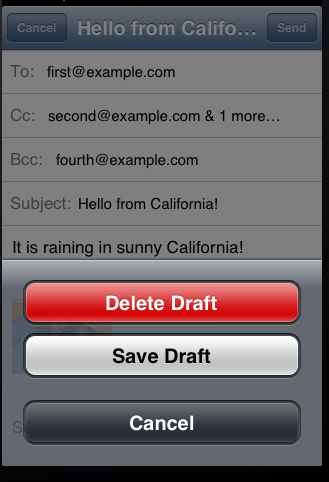 Cancel Hello from Califo... Send
To: first@example.com
Cc: second@example.com & 1 more...
Bcc: fourth@example.com
Subject: Hello from California!
It is raining in sunny California!
Delete Draft
Save Draft
Cancel